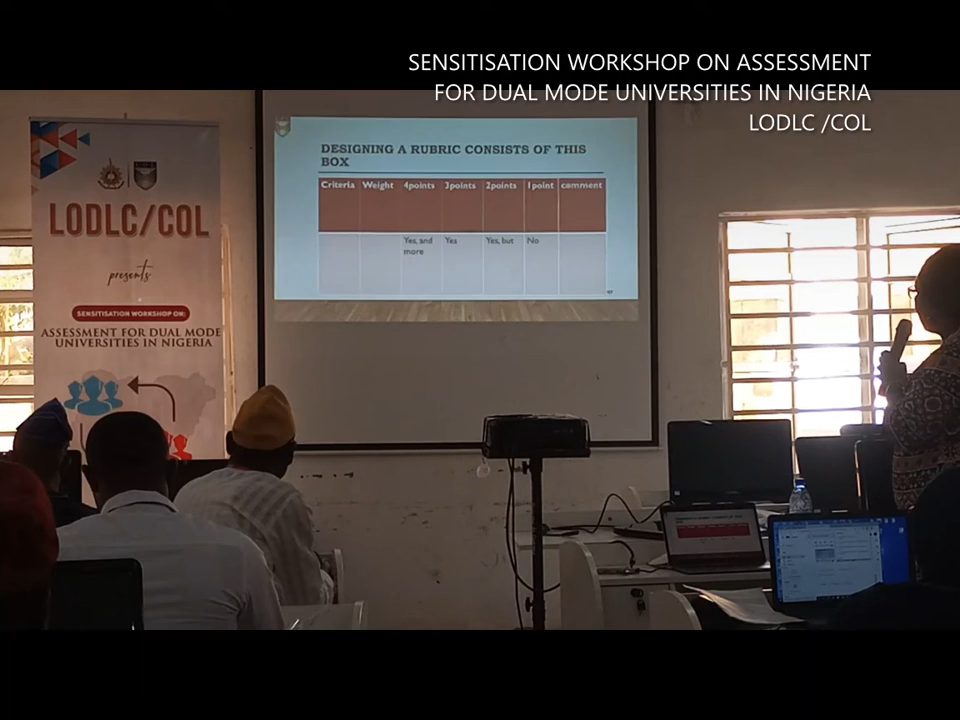 SENSITISATION WORKSHOP ON ASSESSMENT
FOR DUAL MODE UNIVERSITIES IN NIGERIA
LODLC /COL
DESIGNING A RUBRIC CONSISTS OF THIS
BOX
Criteria Weight 4points 3points 2points 1point comment
Yes, and Yes Yes, but No
more
LODLC/COL
presents
SENSITISATION WORKSHOP ON:
ASSESSMENT FOR DUAL MODE
UNIVERSITIES IN NIGERIA